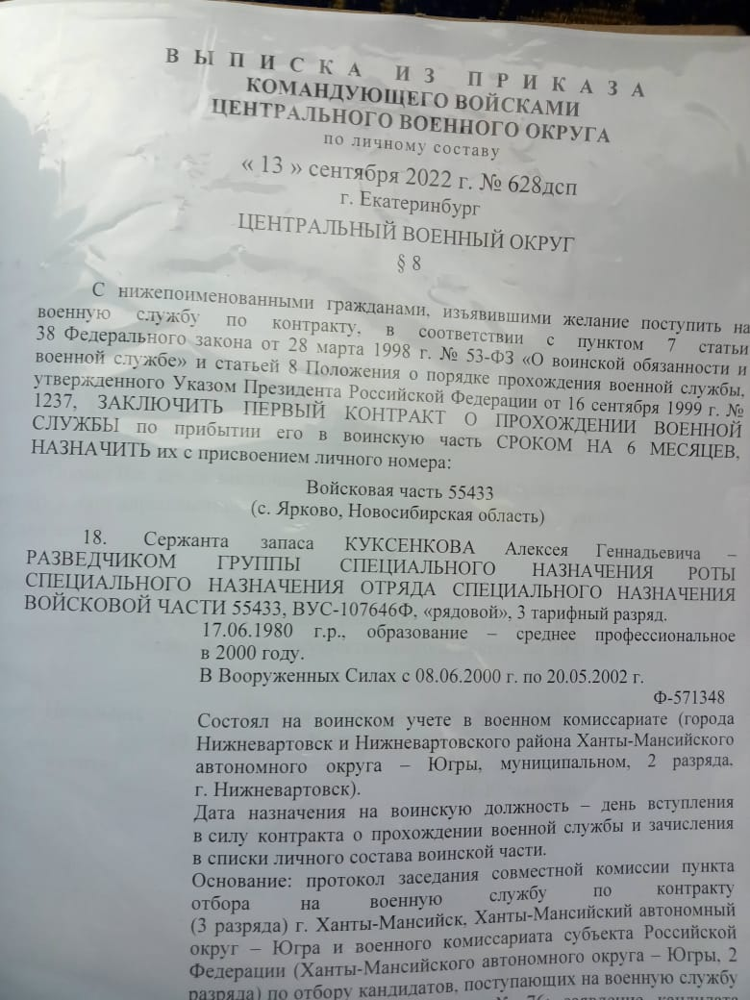 ВЫПИСКА ИЗ ПРИКАЗА
КОМАНДУЮЩЕГО ВОЙСКАМИ
ЦЕНТРАЛЬНОГО ВОЕННОГО ОКРУГА
по личному составу
« 13 » сентября 2022 г. № 628дсп
г. Екатеринбург
ЦЕНТРАЛЬНЫЙ ВОЕННЫЙ ОКРУГ
§ 8
С нижепоименованными гражданами, изъявившими желание поступить на
военную службу по контракту, в соответствии с пунктом 7 статьи
38 Федерального закона от 28 марта 1998 г. № 53-ФЗ «О воинской обязанности и
военной службе» и статьей 8 Положения о порядке прохождения военной службы,
утвержденного Указом Президента Российской Федерации от 16 сентября 1999 г. №
1237, ЗАКЛЮЧИТЬ ПЕРВЫЙ КОНТРАКТ О ПРОХОЖДЕНИИ ВОЕННОЙ
СЛУЖБЫ по прибытии его в воинскую часть СРОКОМ НА 6 МЕСЯЦЕВ,
НАЗНАЧИТЬ их с присвоением личного номера:
Войсковая часть 55433
(с. Ярково, Новосибирская область)
18. Сержанта запаса КУКСЕНКОВА Алексея Геннадьевича –
РАЗВЕДЧИКОМ ГРУППЫ СПЕЦИАЛЬНОГО НАЗНАЧЕНИЯ РОТЫ
СПЕЦИАЛЬНОГО НАЗНАЧЕНИЯ ОТРЯДА СПЕЦИАЛЬНОГО НАЗНАЧЕНИЯ
ВОЙСКОВОЙ ЧАСТИ 55433, ВУС-107646Ф, «рядовой», 3 тарифный разряд.
17.06.1980 г.р., образование – среднее профессиональное
в 2000 году.
В Вооруженных Силах с 08.06.2000 г. по 20.05.2002 г.
Ф-571348
Состоял на воинском учете в военном комиссариате (города
Нижневартовск и Нижневартовского района Ханты-Мансийского
автономного округа – Югры, муниципальном, 2 разряда,
г. Нижневартовск).
Дата назначения на воинскую должность – день вступления
в силу контракта о прохождении военной службы и зачисления
в списки личного состава воинской части.
Основание: протокол заседания совместной комиссии пункта
отбора на военную службу по контракту
(3 разряда) г. Ханты-Мансийск, Ханты-Мансийский автономный
округ – Югра и военного комиссариата субъекта Российской
Федерации (Ханты-Мансийского автономного округа – Югры, 2
разряда) по отбору кандидатов, поступающих на военную службу
№ 76; заявление кандидата